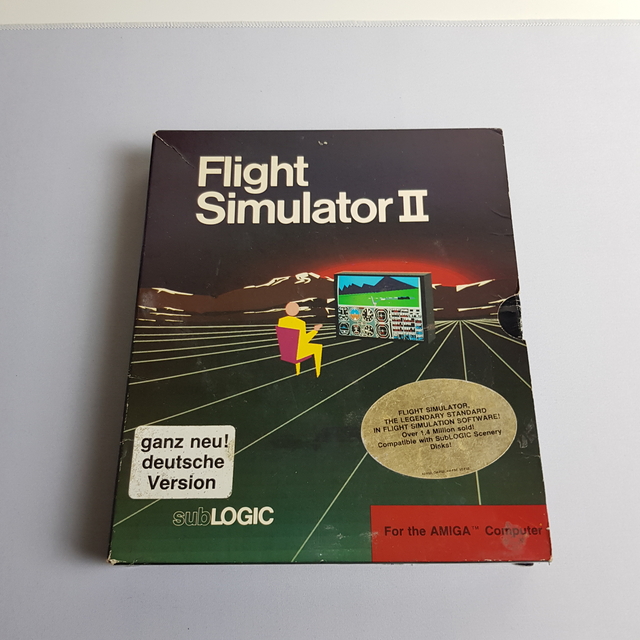 Flight
Simulator II
FLIGHT SIMULATOR,
THE LEGENDARY STANDARD
IN FLIGHT SIMULATION SOFTWARE!
Over 1.4 Million sold!
Compatible with SubLOGIC Scenery
Dinks!
ganz neu!
deutsche
Version
subLOGIC
For the AMIGA™ Computer